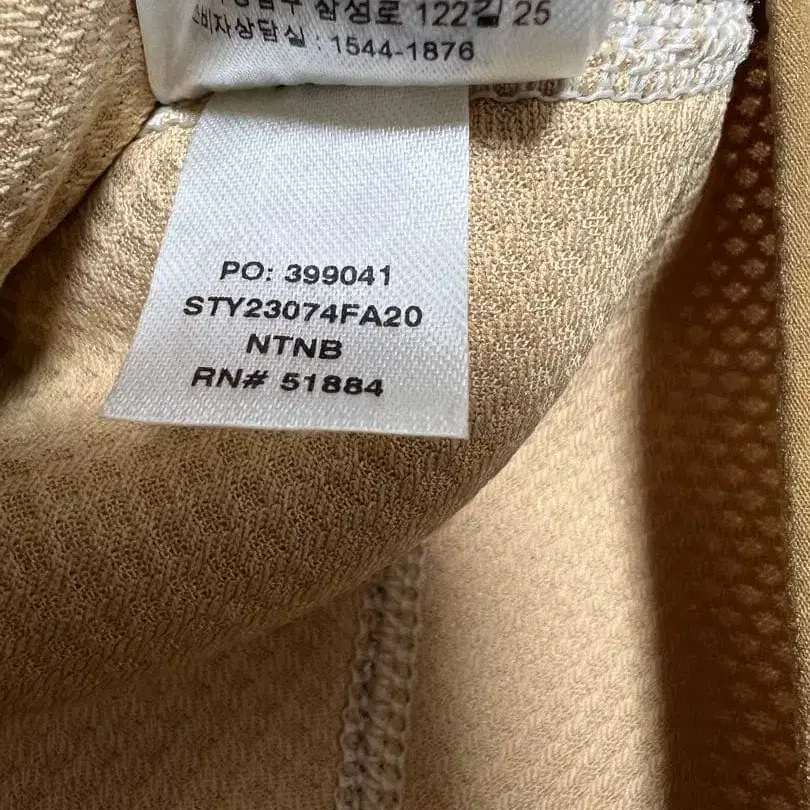 삼성로 122길 25
소비자상담실 : 1544-1876
PO: 399041
STY23074FA20
NTNB
RN# 51884